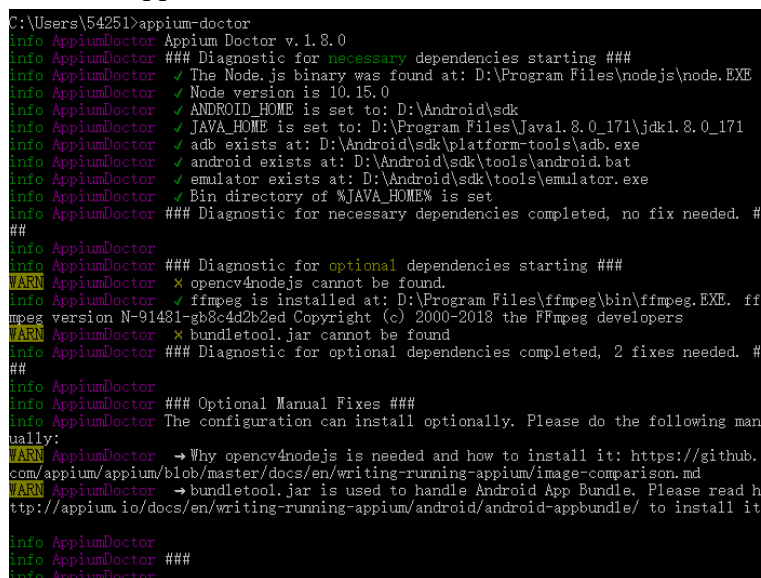 C:\Users\54251>appium-doctor
info AppiumDoctor Appium Doctor v.1.8.0
info AppiumDoctor ### Diagnostic for necessary dependencies starting ###
info AppiumDoctor  ✓ The Node.js binary was found at: D:\Program Files\nodejs\node.EXE
info AppiumDoctor  ✓ Node version is 10.15.0
info AppiumDoctor  ✓ ANDROID_HOME is set to: D:\Android\sdk
info AppiumDoctor  ✓ JAVA_HOME is set to: D:\Program Files\Java1.8.0_171\jdk1.8.0_171
info AppiumDoctor  ✓ adb exists at: D:\Android\sdk\platform-tools\adb.exe
info AppiumDoctor  ✓ android exists at: D:\Android\sdk\tools\android.bat
info AppiumDoctor  ✓ emulator exists at: D:\Android\sdk\tools\emulator.exe
info AppiumDoctor  ✓ Bin directory of %JAVA_HOME% is set
info AppiumDoctor ### Diagnostic for necessary dependencies completed, no fix needed. #
##
info AppiumDoctor
info AppiumDoctor ### Diagnostic for optional dependencies starting ###
WARN AppiumDoctor  ✗ opencv4nodejs cannot be found.
info AppiumDoctor  ✓ ffmpeg is installed at: D:\Program Files\ffmpeg\bin\ffmpeg.EXE. ff
mpeg version N-91481-gb8c4d2b2ed Copyright (c) 2000-2018 the FFmpeg developers
WARN AppiumDoctor  ✗ bundletool.jar cannot be found
info AppiumDoctor ### Diagnostic for optional dependencies completed, 2 fixes needed. #
##
info AppiumDoctor
info AppiumDoctor ### Optional Manual Fixes ###
info AppiumDoctor The configuration can install optionally. Please do the following man
ually:
WARN AppiumDoctor  → Why opencv4nodejs is needed and how to install it: https://github.
com/appium/appium/blob/master/docs/en/writing-running-appium/image-comparison.md
WARN AppiumDoctor  → bundletool.jar is used to handle Android App Bundle. Please read h
ttp://appium.io/docs/en/writing-running-appium/android/android-appbundle/ to install it
info AppiumDoctor
info AppiumDoctor ###
info AppiumDoctor